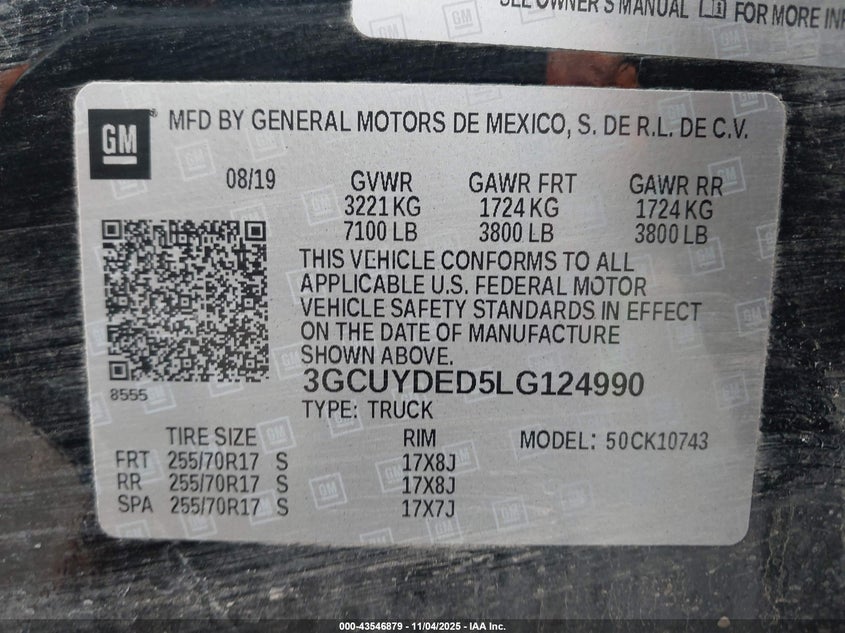 SEE OWNER'S MANUAL FOR MORE
GM
MFD BY GENERAL MOTORS DE MEXICO, S. DE R.L. DE C.V.
08/19 GVWR GAWR FRT GAWR RR
3221 KG 1724 KG 1724 KG
7100 LB 3800 LB 3800 LB
THIS VEHICLE CONFORMS TO ALL
APPLICABLE U.S. FEDERAL MOTOR
VEHICLE SAFETY STANDARDS IN EFFECT
ON THE DATE OF MANUFACTURE
SHOWN ABOVE.
8555
3GCUYDED5LG124990
TYPE: TRUCK
TIRE SIZE RIM MODEL: 50CK10743
FRT 255/70R17 S 17X8J
RR 255/70R17 S 17X8J
SPA 255/70R17 S 17X7J
000-43546879 - 11/04/2025 - IAA Inc.